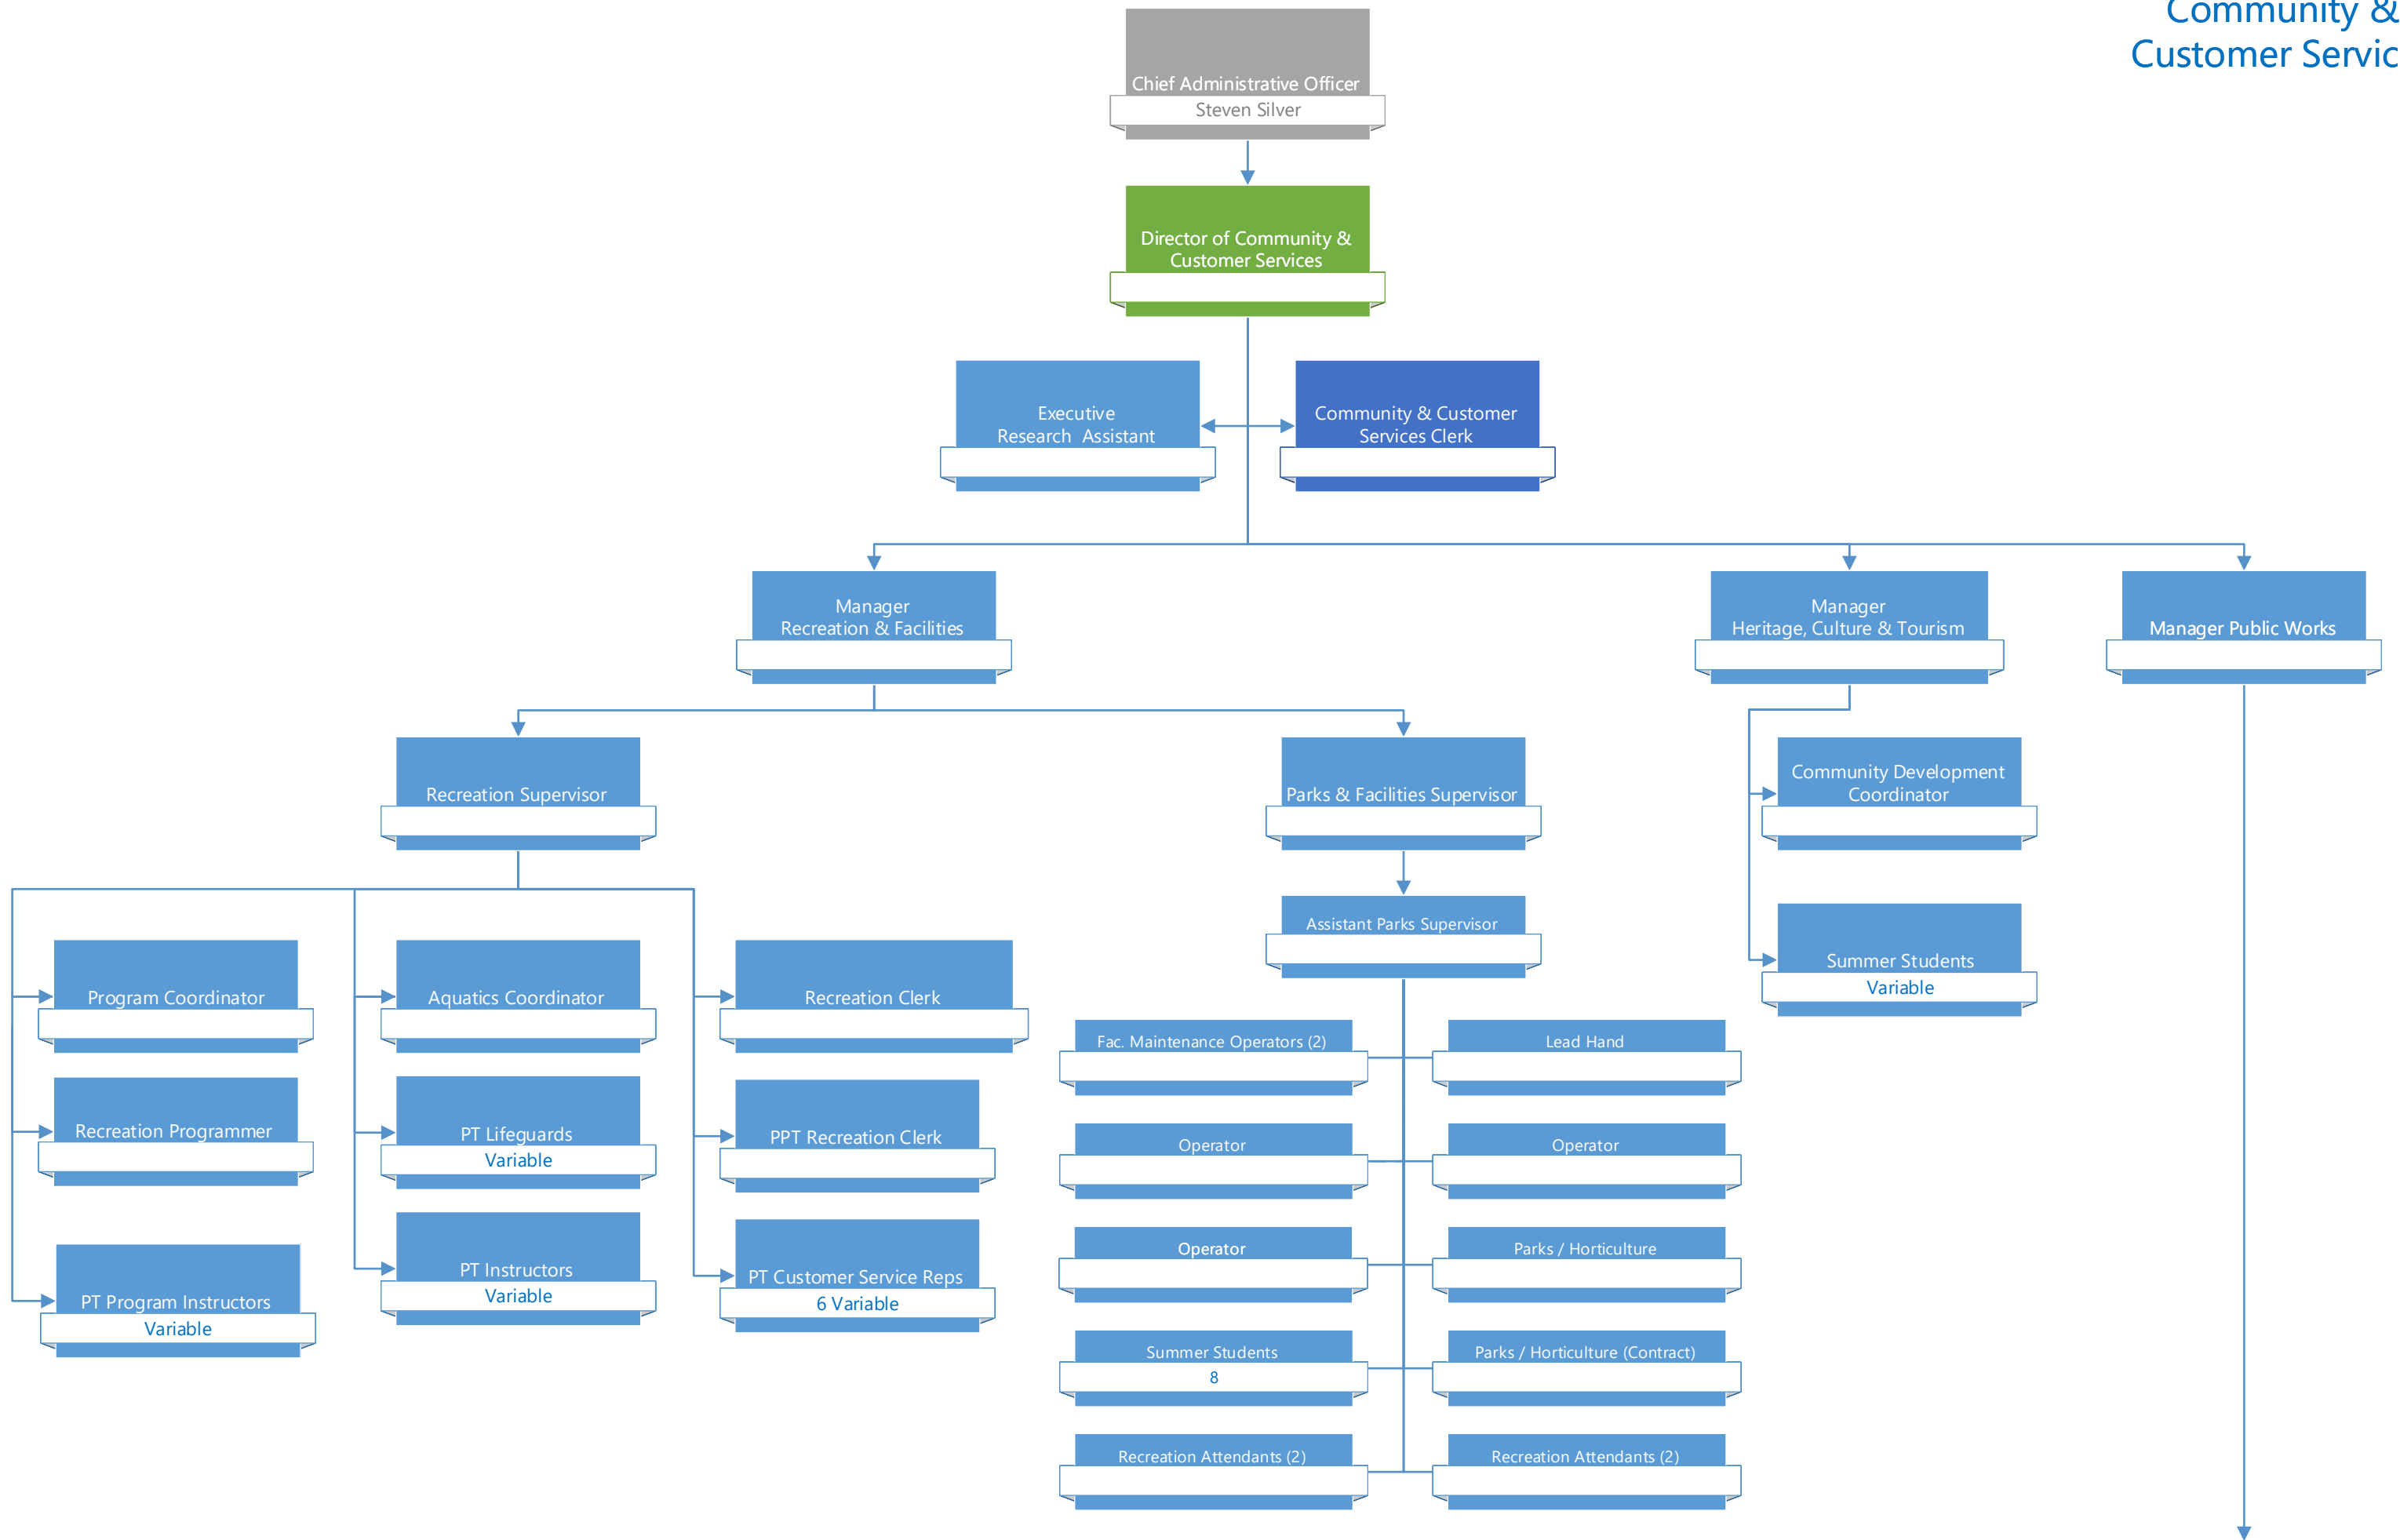 Community &
Customer Servic
Chief Administrative Officer
Steven Silver
Director of Community &
Customer Services
Executive
Research Assistant
Community & Customer
Services Clerk
Manager
Recreation & Facilities
Manager
Heritage, Culture & Tourism
Manager Public Works
Recreation Supervisor
Parks & Facilities Supervisor
Community Development
Coordinator
Assistant Parks Supervisor
Summer Students
Variable
Program Coordinator
Aquatics Coordinator
Recreation Clerk
Fac. Maintenance Operators (2)
Lead Hand
Recreation Programmer
PT Lifeguards
Variable
PPT Recreation Clerk
Operator
Operator
Operator
Parks / Horticulture
PT Program Instructors
Variable
PT Instructors
Variable
PT Customer Service Reps
6 Variable
Summer Students
8
Parks / Horticulture (Contract)
Recreation Attendants (2)
Recreation Attendants (2)